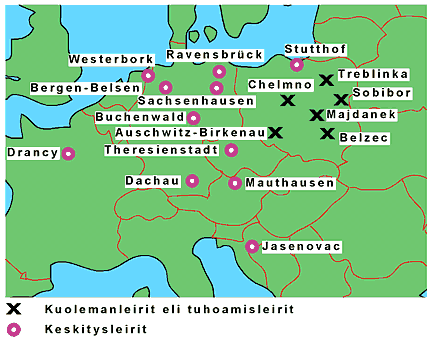 Ravensbrück
Stutthof
Westerbork
Treblinka
Bergen-Belsen
Chelmno
Sobibor
Sachsenhausen
Buchenwald
Majdanek
Auschwitz-Birkenau
Belzec
Drancy
Theresienstadt
Dachau
Mauthausen
Jasenovac
Kuolemanleirit eli tuhoamisleirit
Keskitysleirit